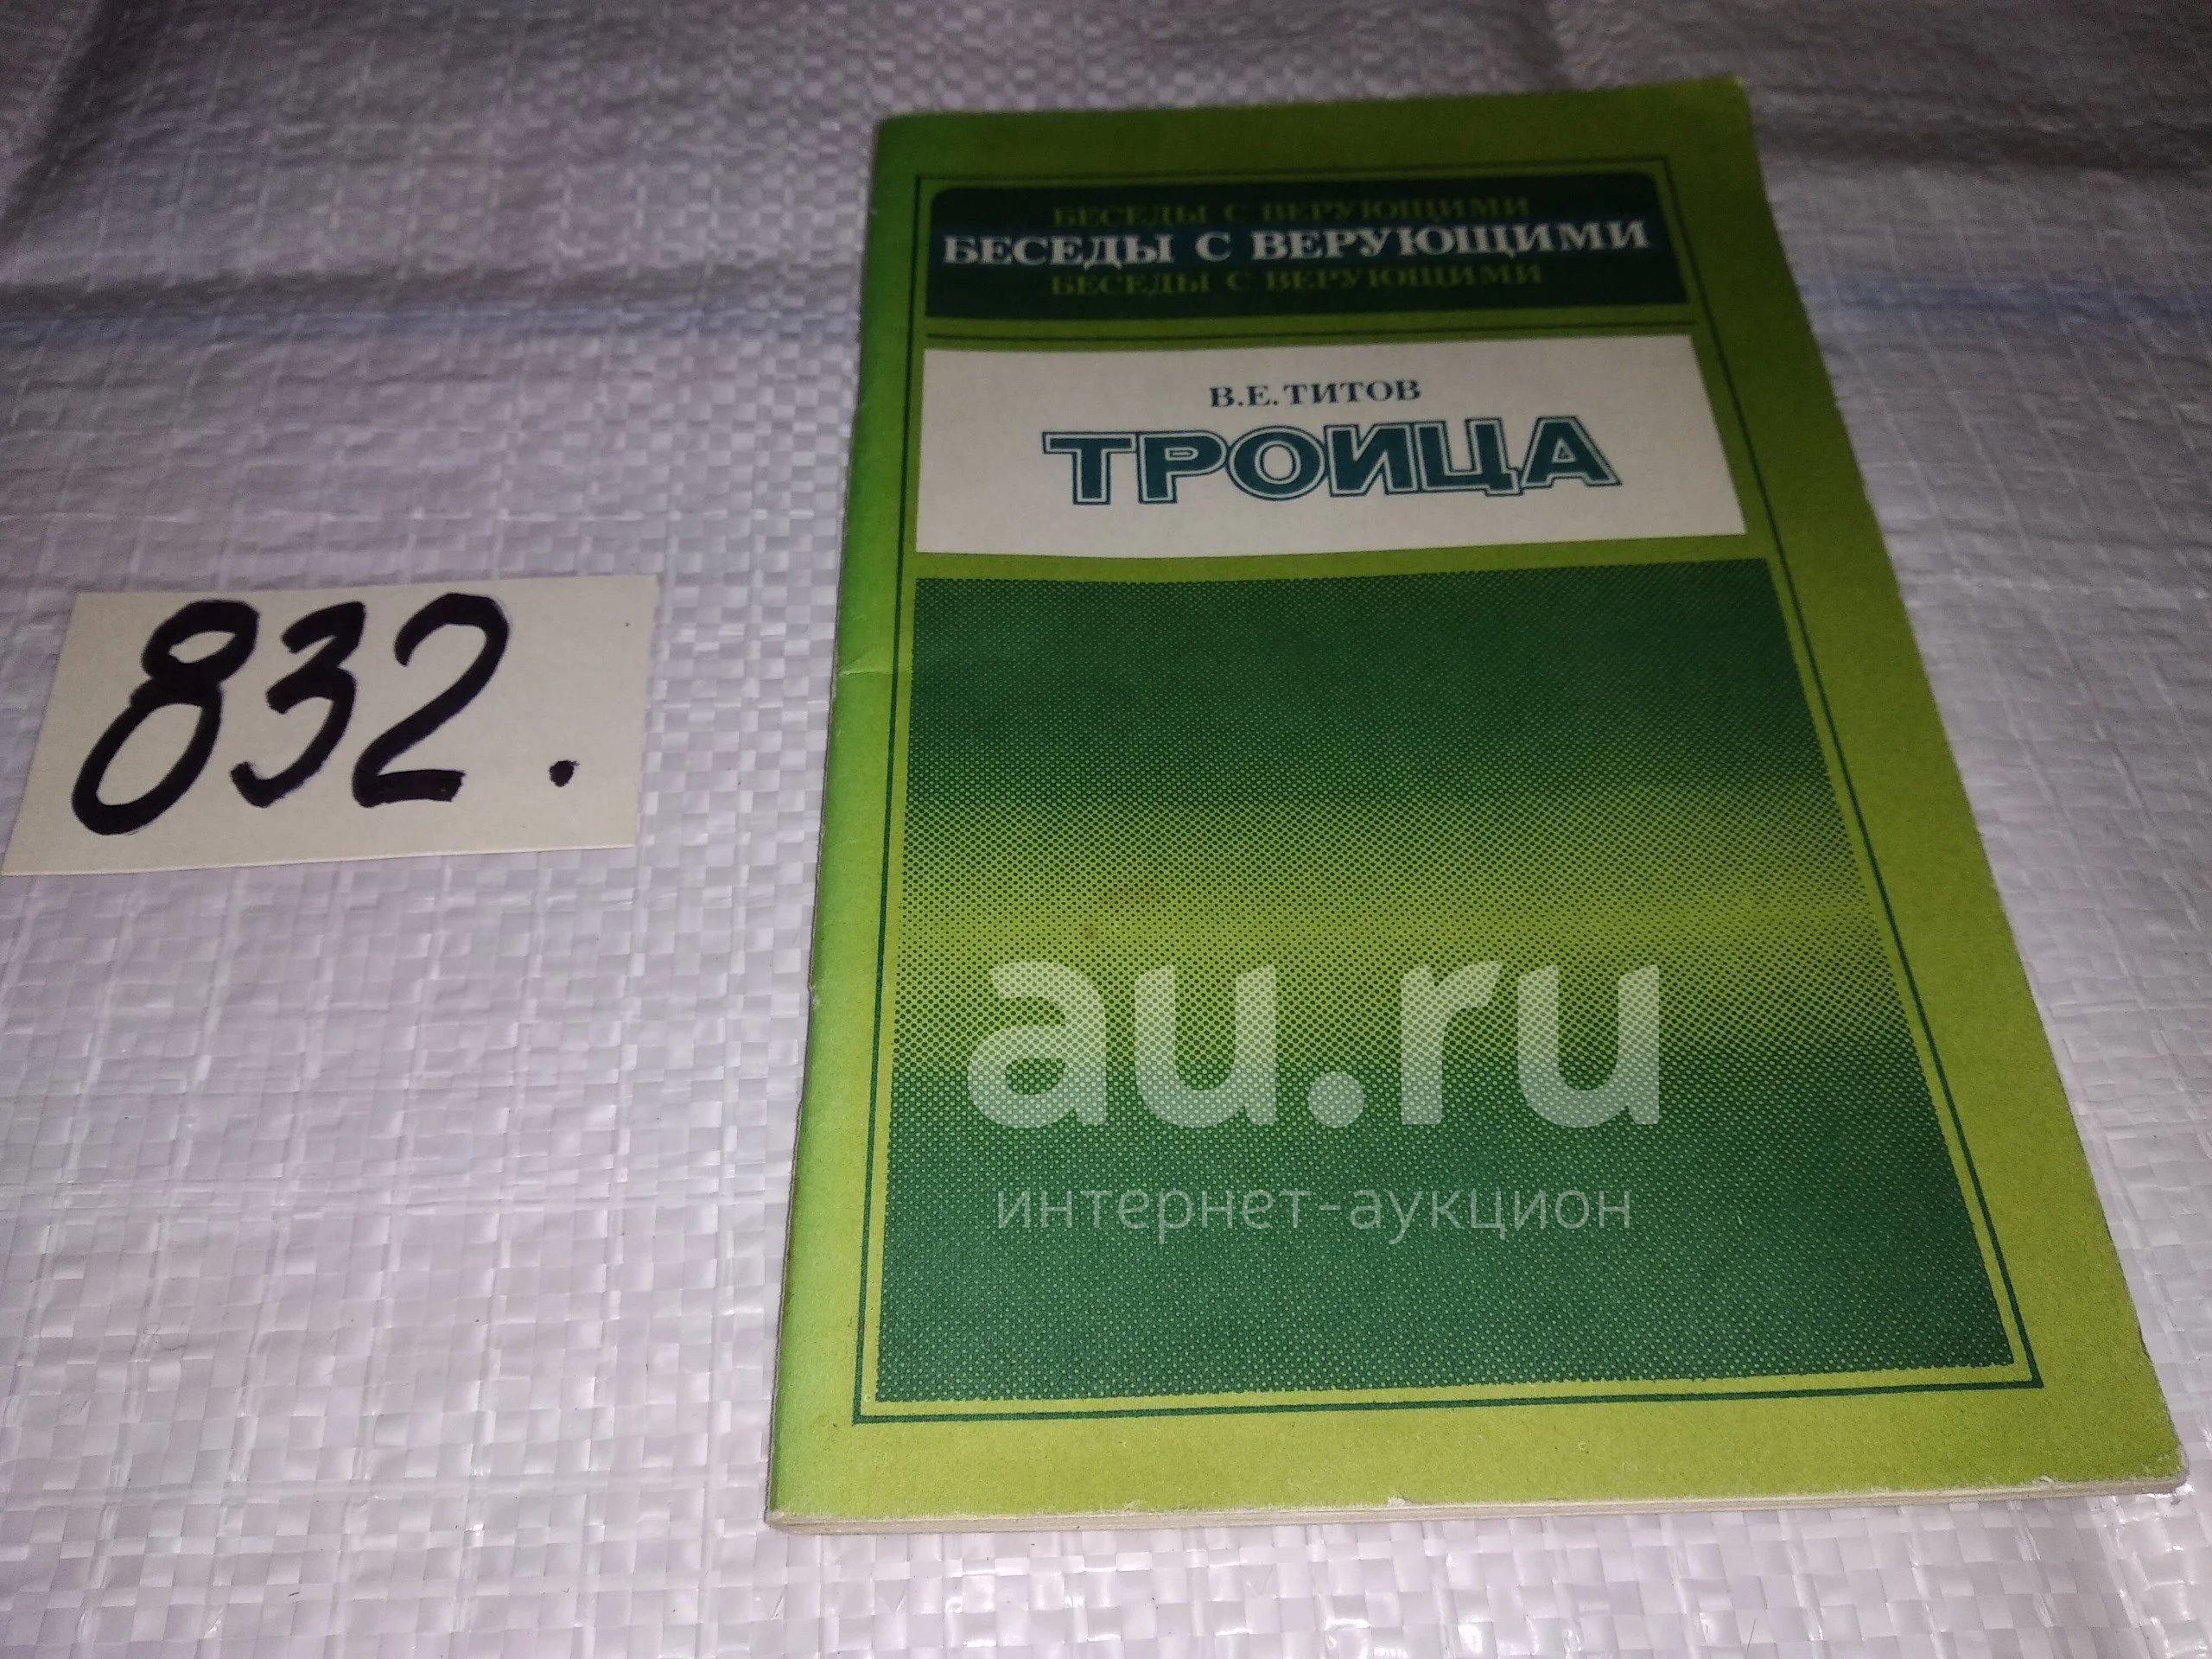 БЕСЕДЫ С ВЕРУЮЩИМИ
БЕСЕДЫ С ВЕРУЮЩИМИ
БЕСЕДЫ С ВЕРУЮЩИМИ
В.Е.ТИТОВ
ТРОИЦА
832.
au.ru
интернет-аукцион